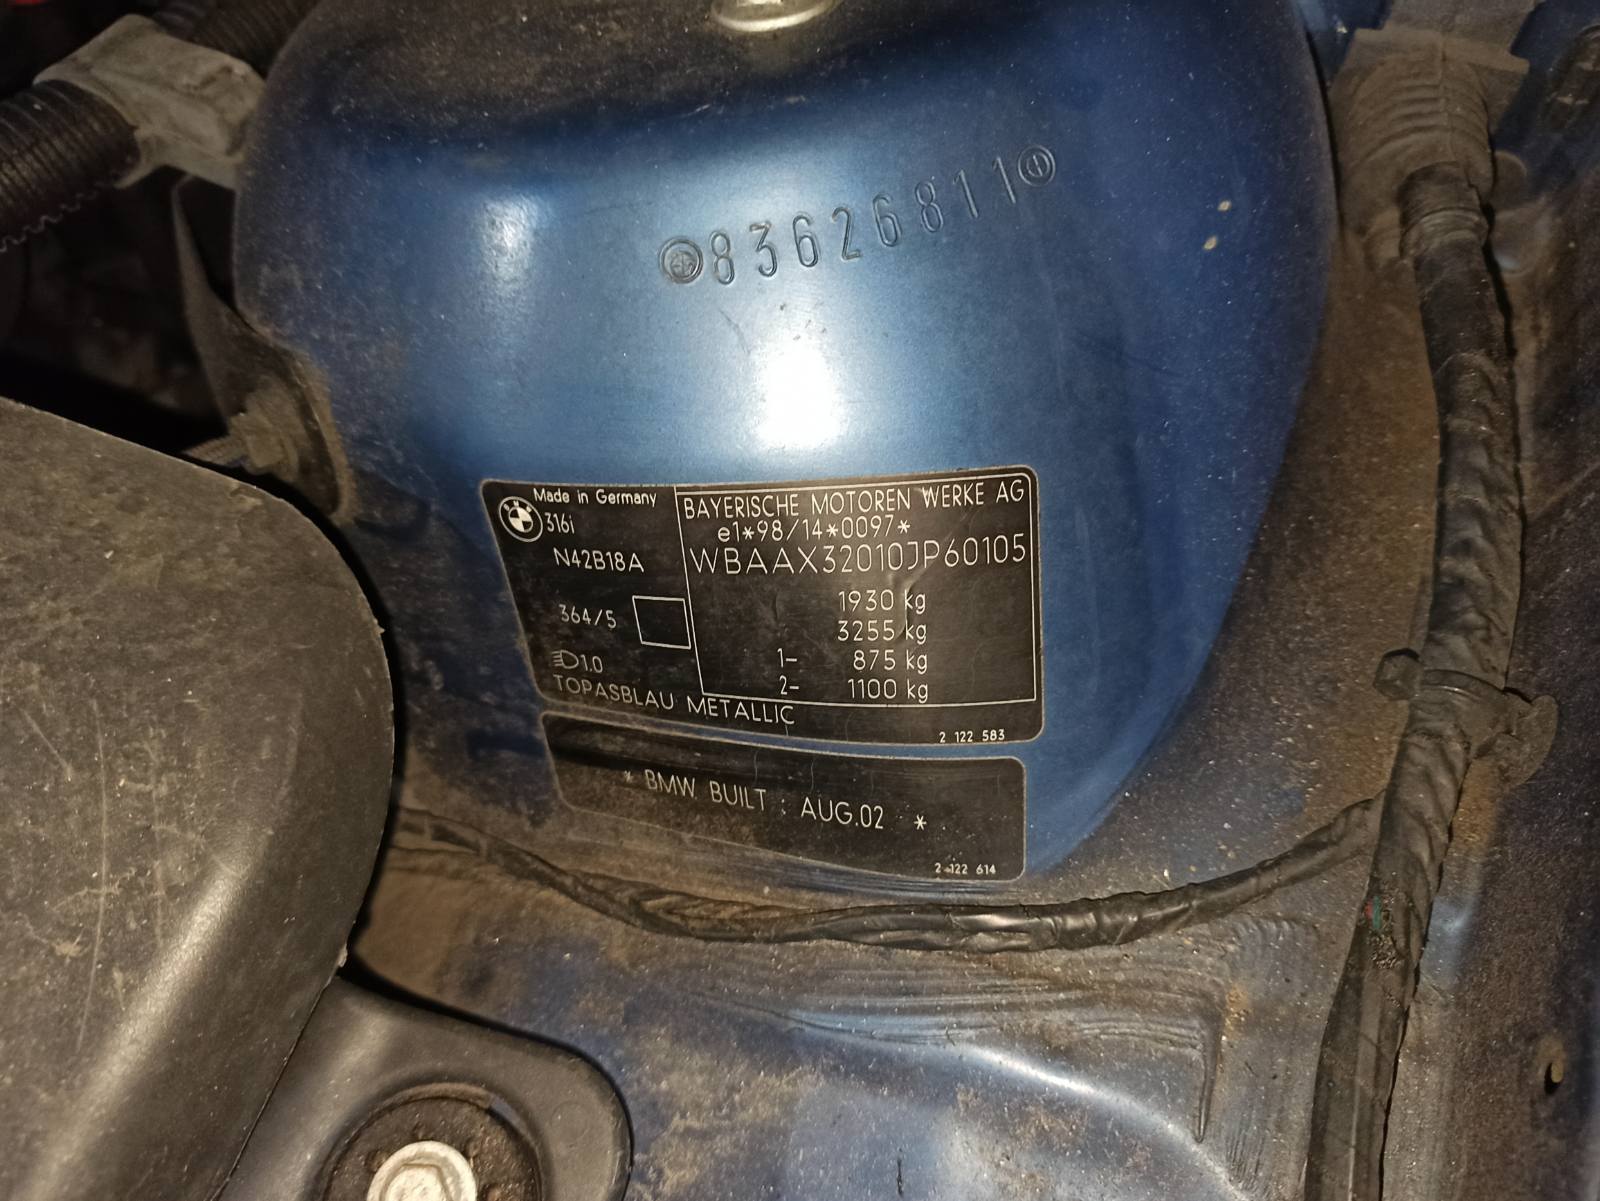 83626811
Made in Germany
BMW
316i
N42B18A
364/5
1.0
TOPASBLAU METALLIC
BAYERISCHE MOTOREN WERKE AG
e1*98/14*0097*
WBAAX32010JP60105
1930 kg
3255 kg
1- 875 kg
2- 1100 kg
2 122 583
* BMW BUILT : AUG.02 *
2 122 614